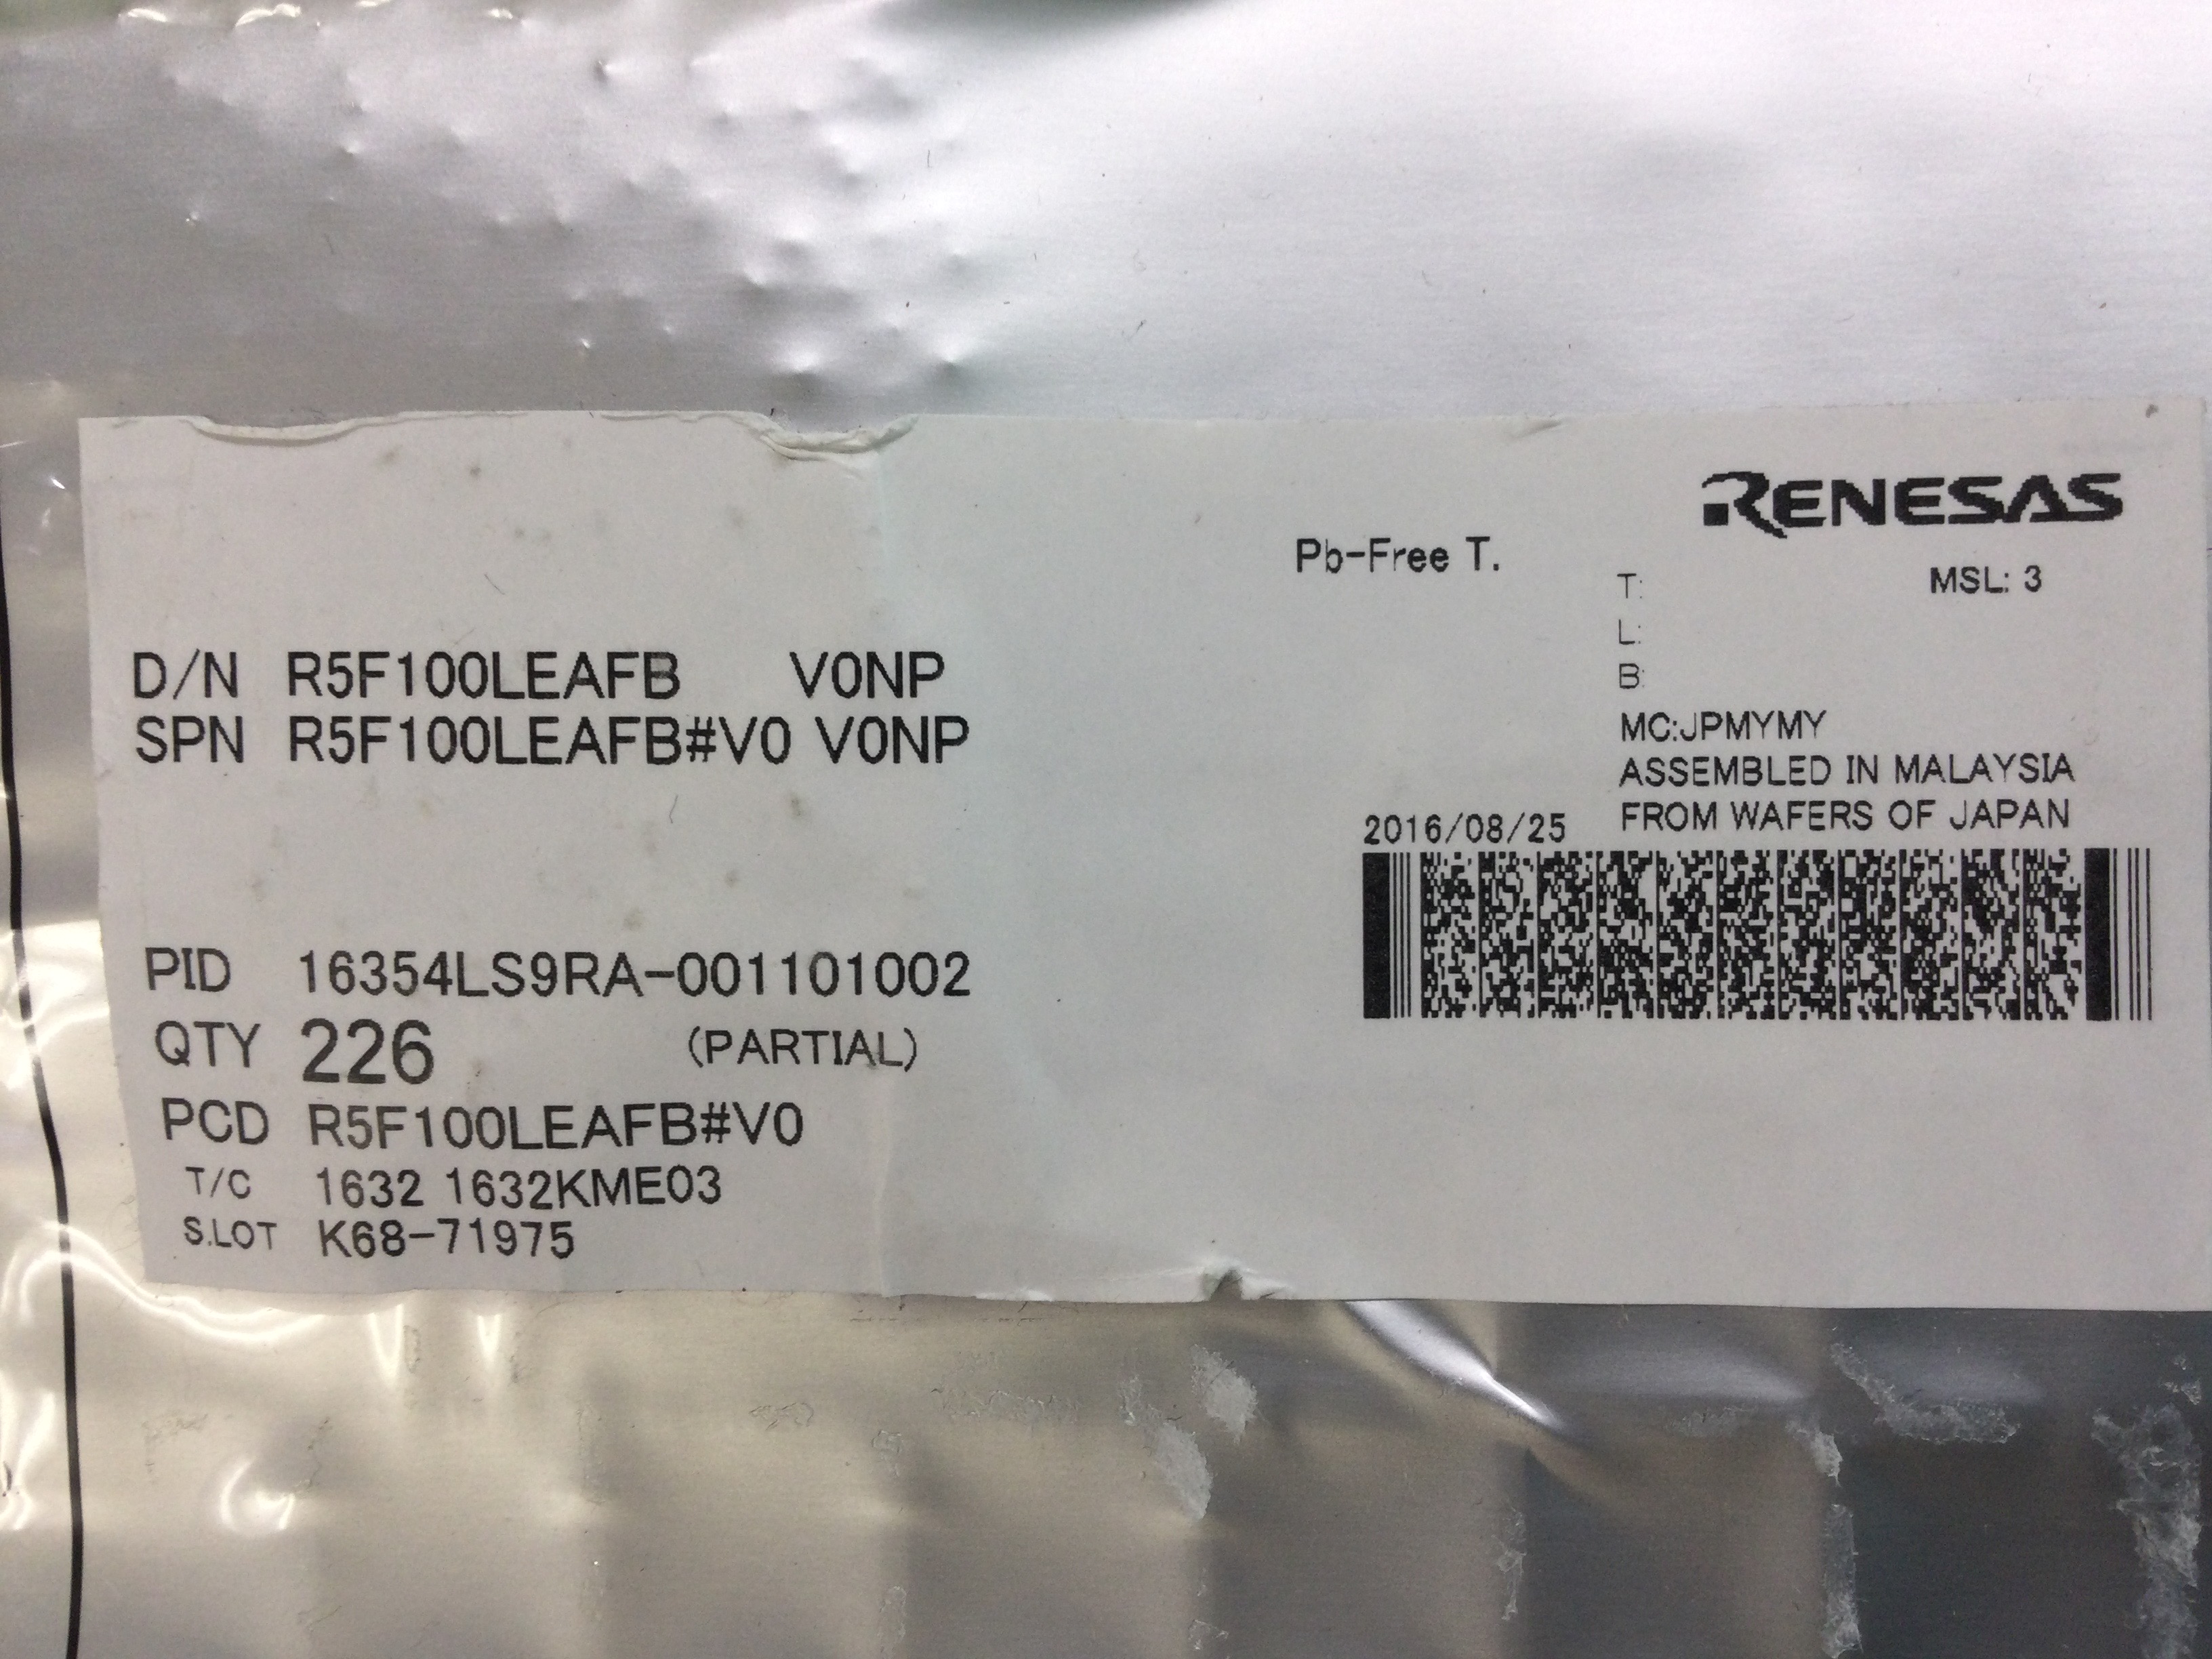 RENESAS
Pb-Free T.
MSL: 3
T:
L:
B:
D/N R5F100LEAFB V0NP
SPN R5F100LEAFB#V0 V0NP
MC:JPMYMY
ASSEMBLED IN MALAYSIA
FROM WAFERS OF JAPAN
2016/08/25
PID 16354LS9RA-001101002
QTY 226 (PARTIAL)
PCD R5F100LEAFB#V0
T/C 1632 1632KME03
S.LOT K68-71975